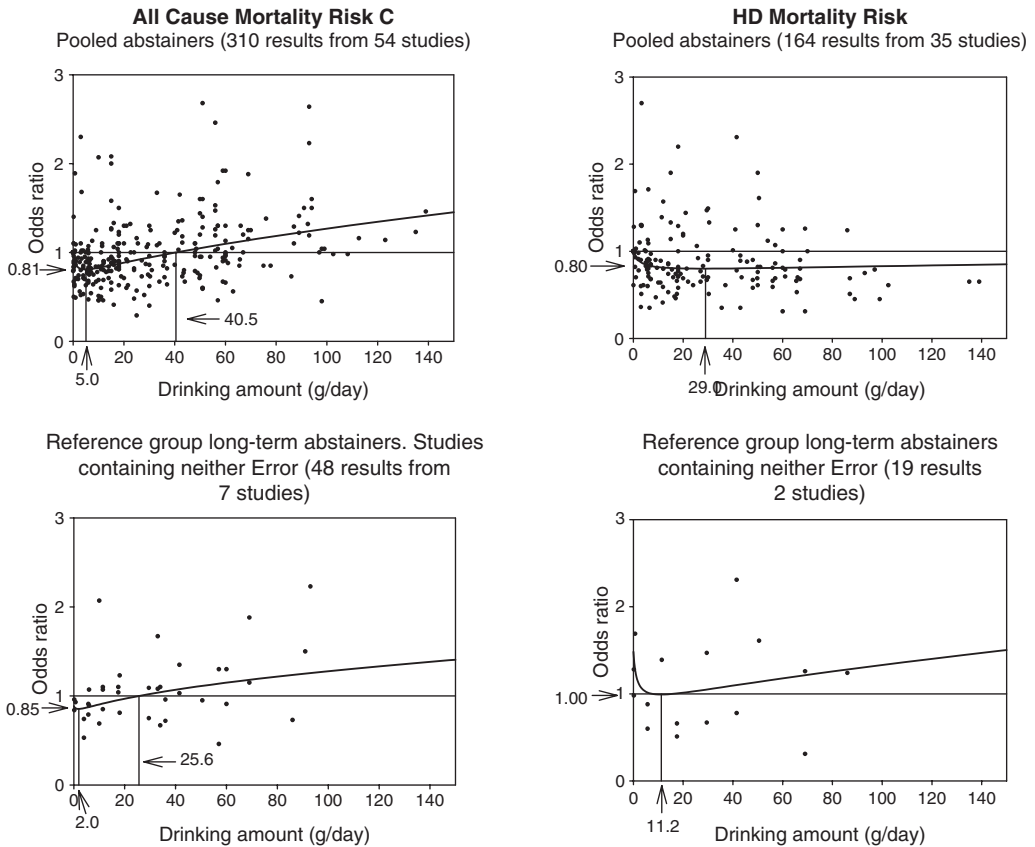 All Cause Mortality Risk C
Pooled abstainers (310 results from 54 studies)
3
2
1
0
Odds ratio
0.81
40.5
0 20 40 60 80 100 120 140
5.0
Drinking amount (g/day)
HD Mortality Risk
Pooled abstainers (164 results from 35 studies)
3
2
1
0
Odds ratio
0.80
0 20 40 60 80 100 120 140
29.0
Drinking amount (g/day)
Reference group long-term abstainers. Studies
containing neither Error (48 results from
7 studies)
3
2
1
0
Odds ratio
0.85
25.6
0 20 40 60 80 100 120 140
2.0
Drinking amount (g/day)
Reference group long-term abstainers
containing neither Error (19 results
2 studies)
3
2
1
0
Odds ratio
1.00
0 20 40 60 80 100 120 140
11.2
Drinking amount (g/day)